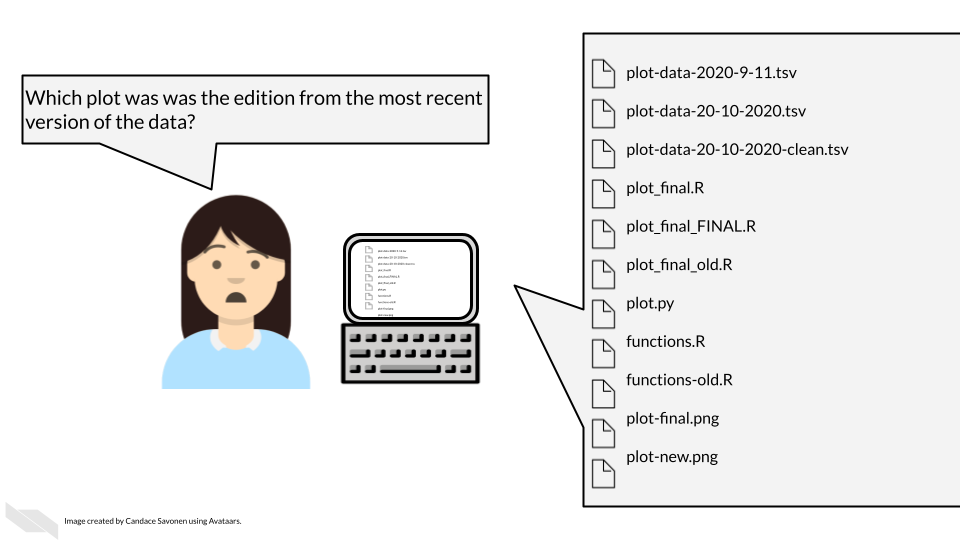 Which plot was was the edition from the most recent
version of the data?
plot-data-2020-9-11.tsv
plot-data-20-10-2020.tsv
plot-data-20-10-2020-clean.tsv
plot_final.R
plot_final_FINAL.R
plot_final_old.R
plot.py
functions.R
functions-old.R
plot-final.png
plot-new.png
Image created by Candace Savonen using Avataars.